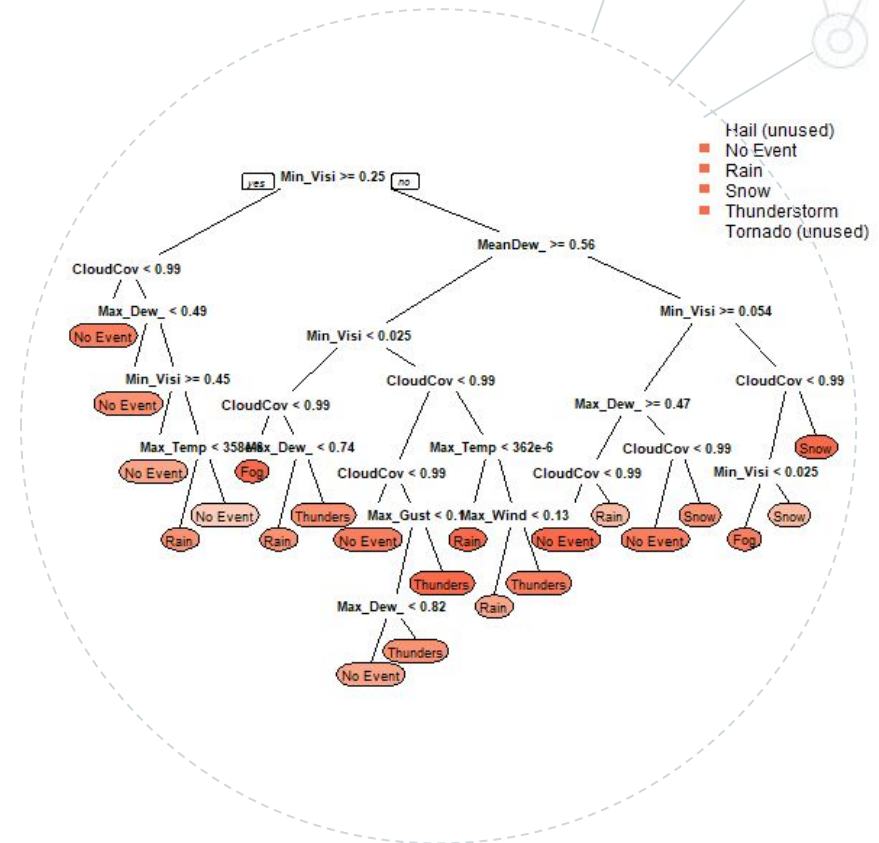 Hail (unused)
No Event
Rain
Snow
Thunderstorm
Tornado (unused)
yes
Min_Visi >= 0.25
no
MeanDew_ >= 0.56
CloudCov < 0.99
Max_Dew_ < 0.49
Min_Visi >= 0.054
No Event
Min_Visi < 0.025
Min_Visi >= 0.45
CloudCov < 0.99
CloudCov < 0.99
No Event
CloudCov < 0.99
Max_Dew_ >= 0.47
Max_Temp <
Max_Dew_ < 0.74
Max_Temp < 362e-6
CloudCov < 0.99
Snow
No Event
Fog
CloudCov < 0.99
CloudCov < 0.99
Min_Visi < 0.025
No Event
Thunders
Max_Gust <
Max_Wind < 0.13
Rain
Snow
Snow
Rain
Rain
No Event
Rain
No Event
No Event
Fog
Thunders
Thunders
Max_Dew_ < 0.82
Rain
Thunders
No Event